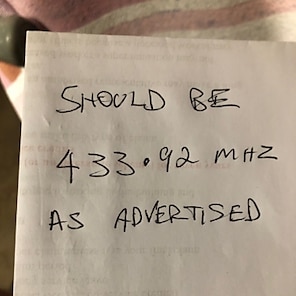 SHOULD BE
433.92 MHZ
AS ADVERTISED